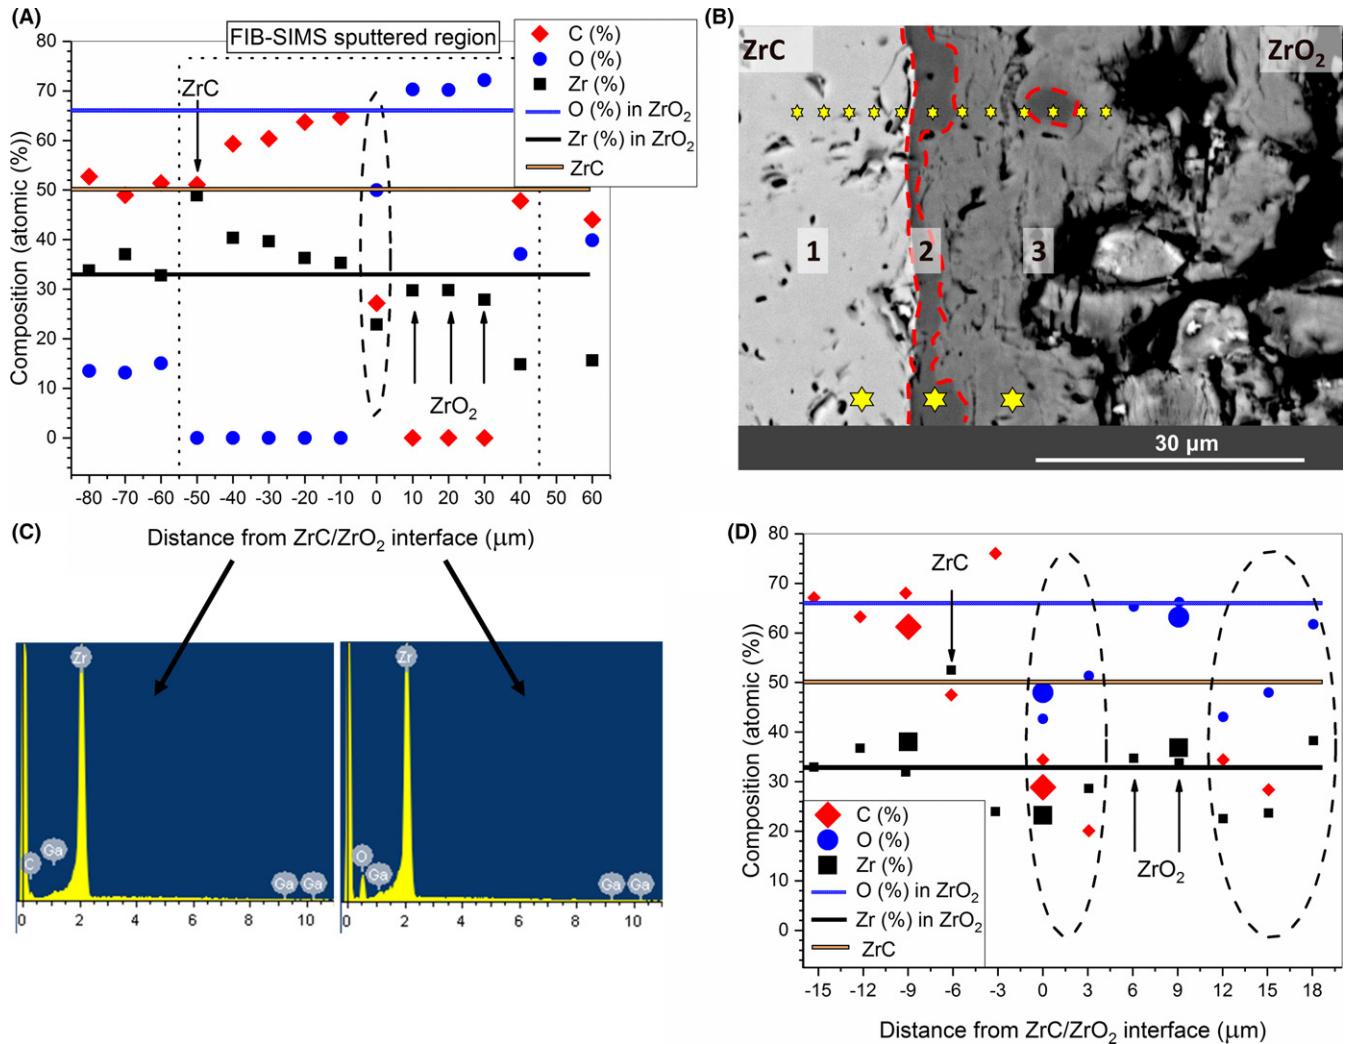 (A)
FIB-SIMS sputtered region
C (%)
O (%)
Zr (%)
O (%) in ZrO2
Zr (%) in ZrO2
ZrC
ZrC
ZrO2
80
70
60
50
40
30
20
10
0
Composition (atomic (%))
-80 -70 -60 -50 -40 -30 -20 -10 0 10 20 30 40 50 60
Distance from ZrC/ZrO2 interface (µm)
(B)
ZrC ZrO2
1 2 3
30 µm
(C)
Zr
C
Ga
Ga Ga
0 2 4 6 8 10
Zr
O
Ga
Ga Ga
0 2 4 6 8 10
(D)
ZrC
ZrO2
80
70
60
50
40
30
20
10
0
Composition (atomic (%))
C (%)
O (%)
Zr (%)
O (%) in ZrO2
Zr (%) in ZrO2
ZrC
-15 -12 -9 -6 -3 0 3 6 9 12 15 18
Distance from ZrC/ZrO2 interface (µm)